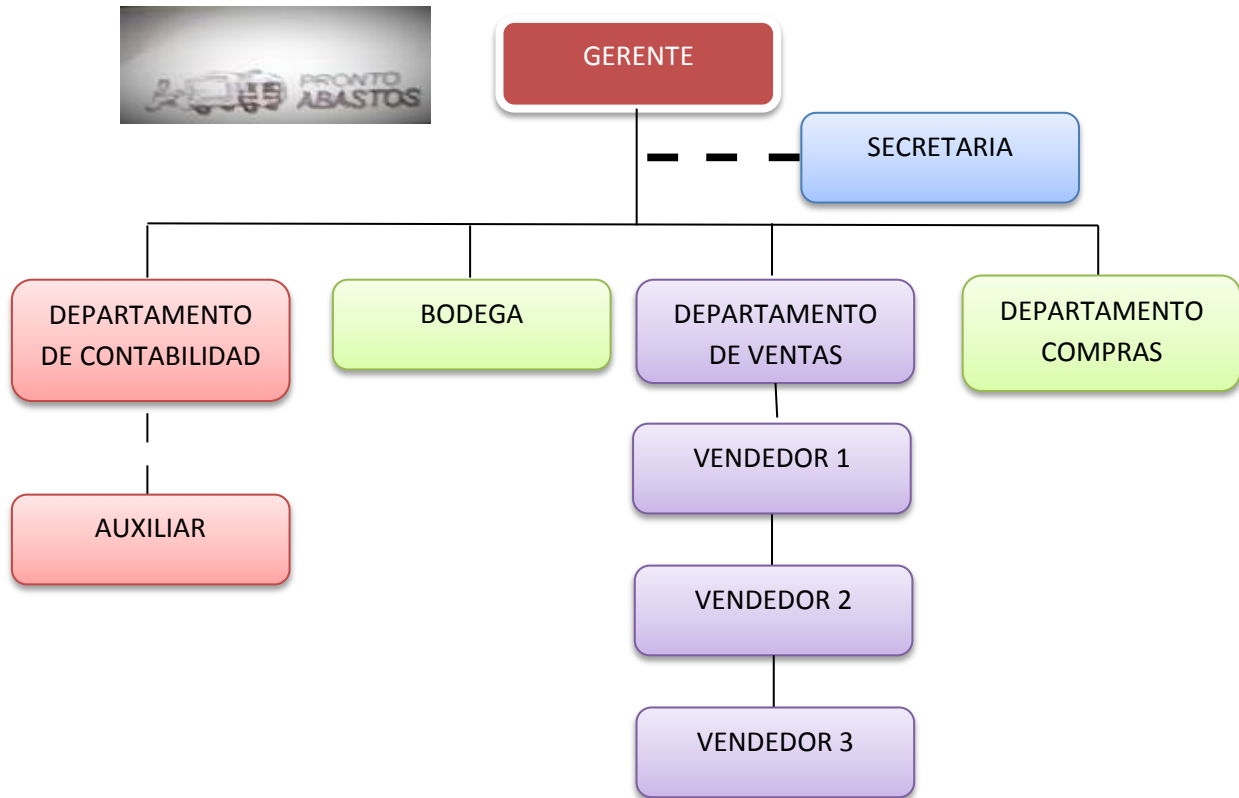 PRONTO
ABASTOS
GERENTE
SECRETARIA
DEPARTAMENTO
DE CONTABILIDAD
BODEGA
DEPARTAMENTO
DE VENTAS
DEPARTAMENTO
COMPRAS
VENDEDOR 1
AUXILIAR
VENDEDOR 2
VENDEDOR 3